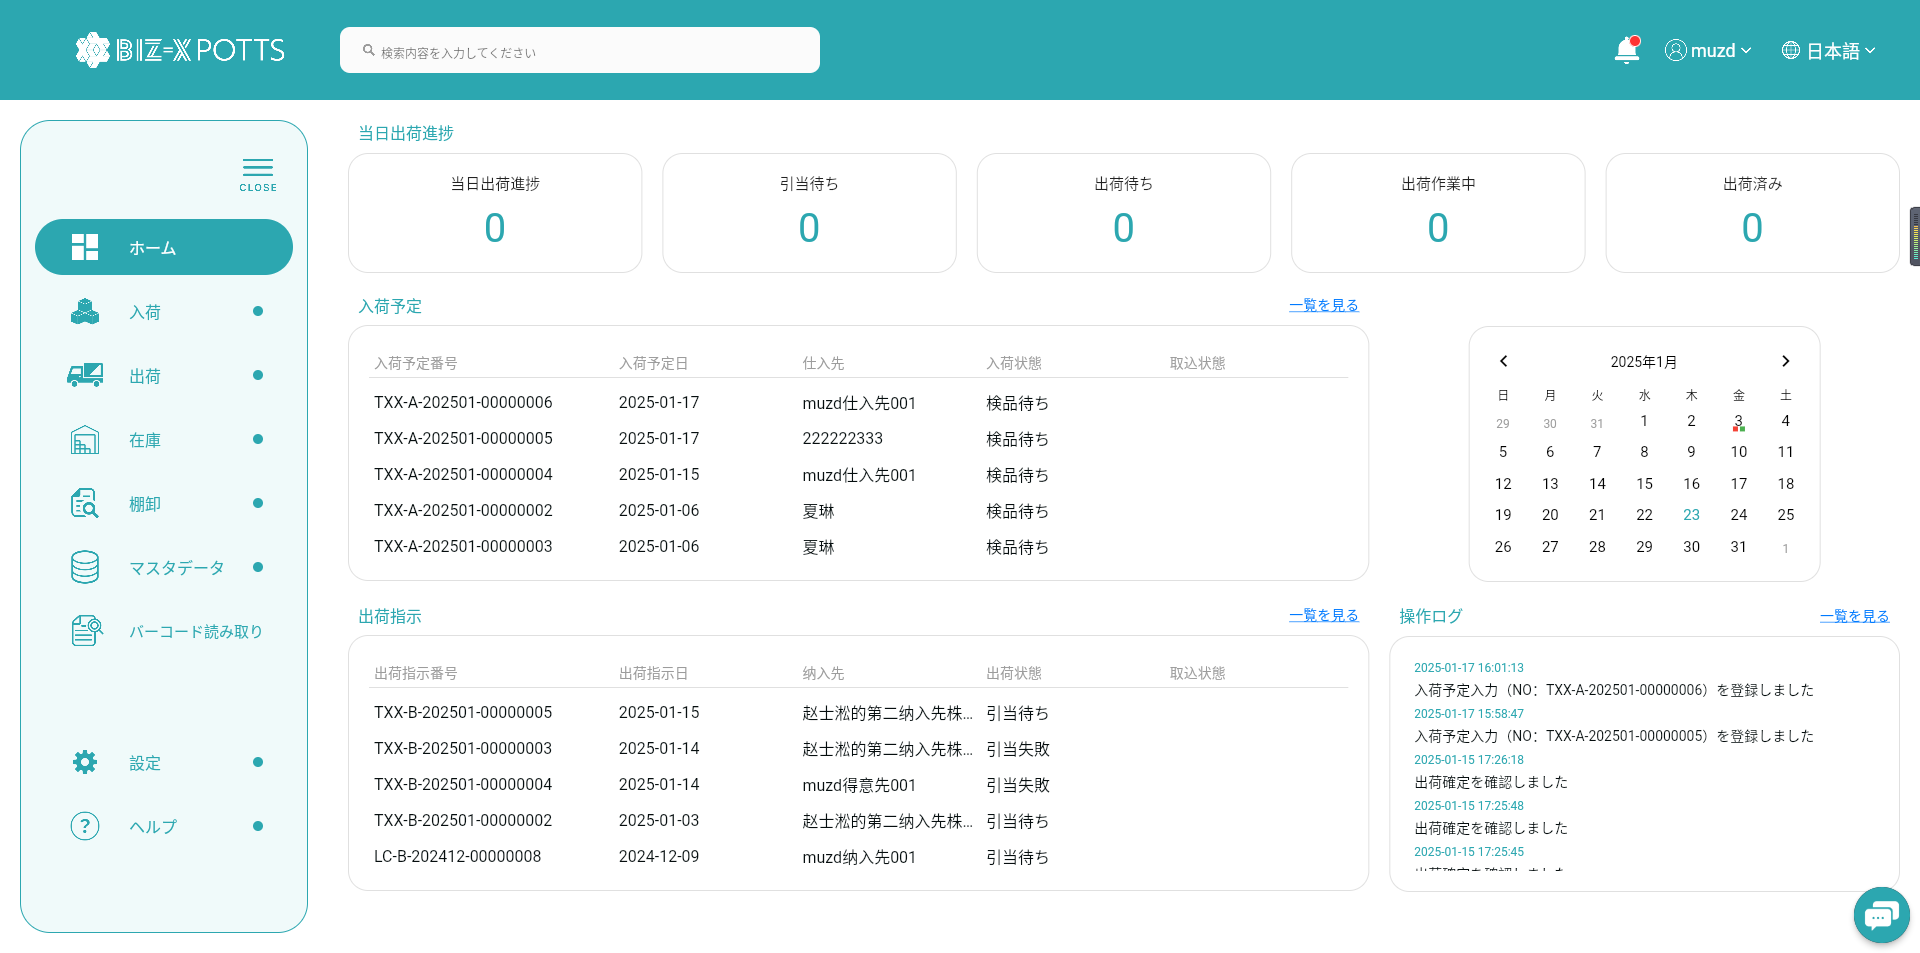 BIZ-X POTTS
検索内容を入力してください
muzd
日本語
CLOSE
ホーム
入荷
出荷
在庫
棚卸
マスタデータ
バーコード読み取り
設定
ヘルプ
当日出荷進捗
当日出荷進捗
0
引当待ち
0
出荷待ち
0
出荷作業中
0
出荷済み
0
入荷予定
一覧を見る
入荷予定番号 入荷予定日 仕入先 入荷状態 取込状態
TXX-A-202501-00000006 2025-01-17 muzd仕入先001 検品待ち
TXX-A-202501-00000005 2025-01-17 222222333 検品待ち
TXX-A-202501-00000004 2025-01-15 muzd仕入先001 検品待ち
TXX-A-202501-00000002 2025-01-06 夏琳 検品待ち
TXX-A-202501-00000003 2025-01-06 夏琳 検品待ち
2025年1月
日 月 火 水 木 金 土
29 30 31 1 2 3 4
5 6 7 8 9 10 11
12 13 14 15 16 17 18
19 20 21 22 23 24 25
26 27 28 29 30 31 1
出荷指示
一覧を見る
出荷指示番号 出荷指示日 納入先 出荷状態 取込状態
TXX-B-202501-00000005 2025-01-15 赵士淞的第二纳入先株... 引当待ち
TXX-B-202501-00000003 2025-01-14 赵士淞的第二纳入先株... 引当失敗
TXX-B-202501-00000004 2025-01-14 muzd得意先001 引当失敗
TXX-B-202501-00000002 2025-01-03 赵士淞的第二纳入先株... 引当待ち
LC-B-202412-00000008 2024-12-09 muzd纳入先001 引当待ち
操作ログ
一覧を見る
2025-01-17 16:01:13
入荷予定入力（NO：TXX-A-202501-00000006）を登録しました
2025-01-17 15:58:47
入荷予定入力（NO：TXX-A-202501-00000005）を登録しました
2025-01-15 17:26:18
出荷確定を確認しました
2025-01-15 17:25:48
出荷確定を確認しました
2025-01-15 17:25:45